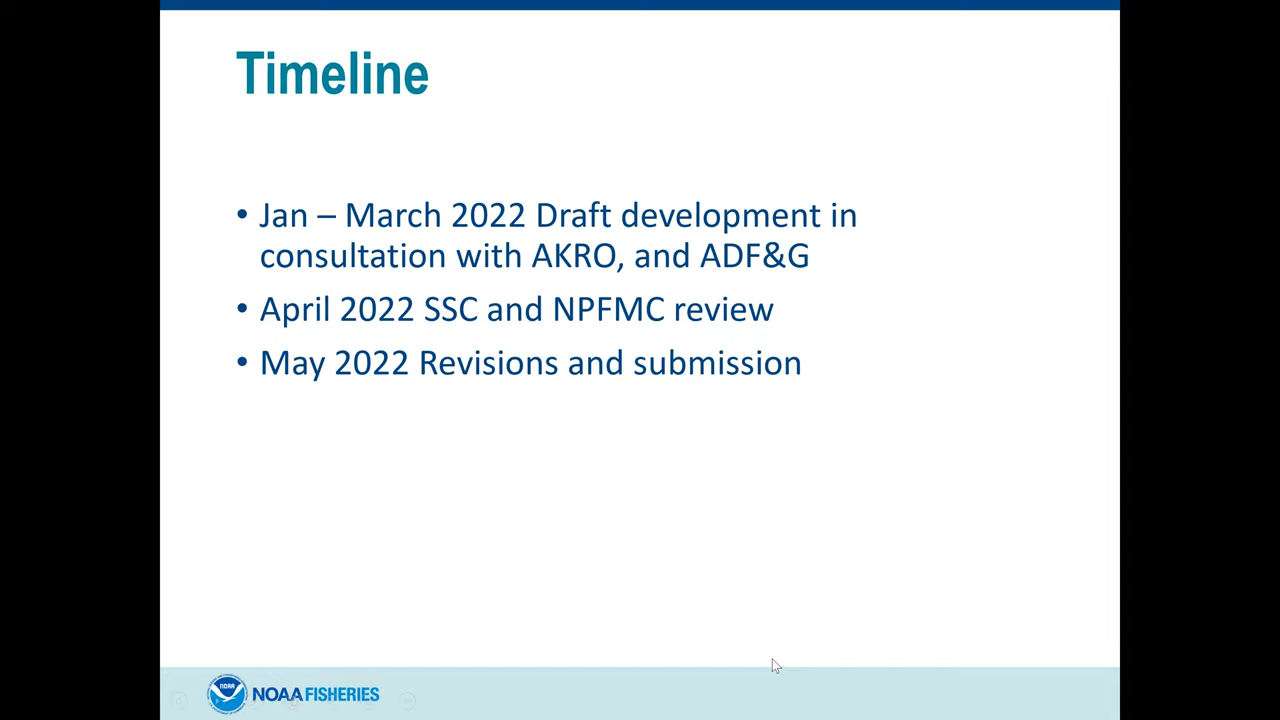 Timeline
• Jan – March 2022 Draft development in
consultation with AKRO, and ADF&G
• April 2022 SSC and NPFMC review
• May 2022 Revisions and submission
NOAA
NOAA FISHERIES